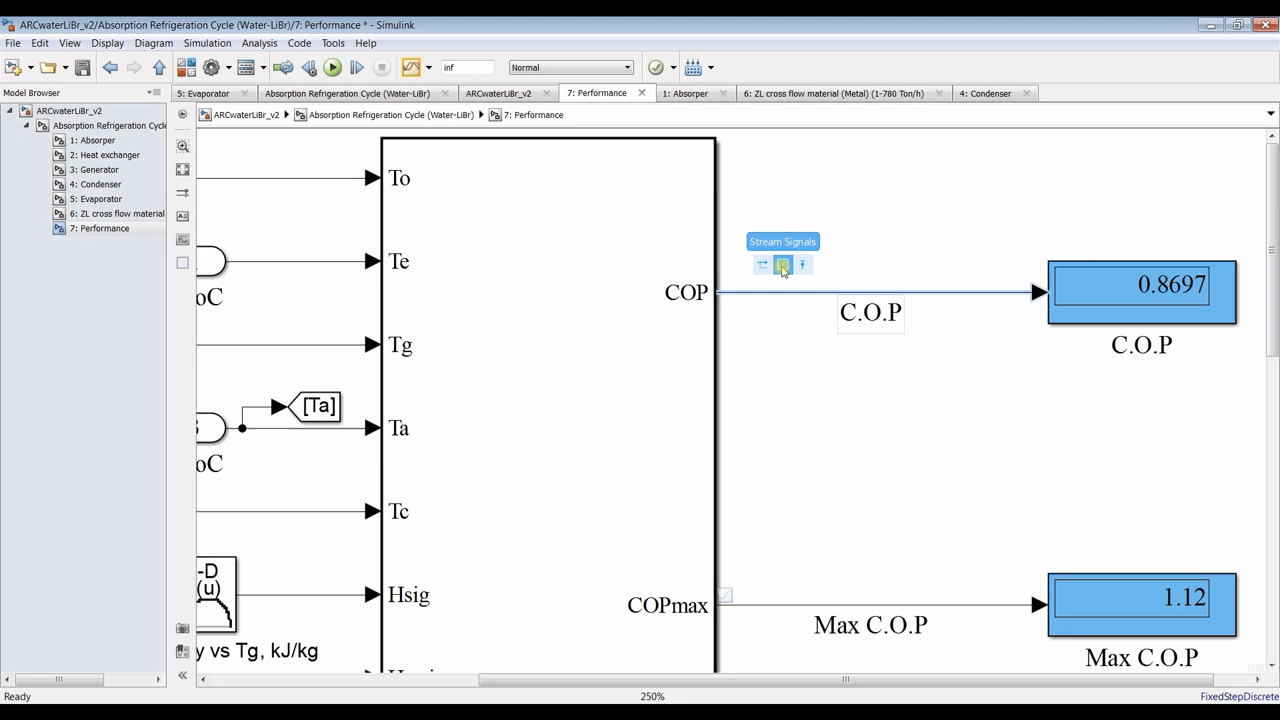 ARCwaterLiBr_v2/Absorption Refrigeration Cycle (Water-LiBr)/7: Performance * - Simulink
File Edit View Display Diagram Simulation Analysis Code Tools Help
inf Normal
Model Browser
5: Evaporator Absorption Refrigeration Cycle (Water-LiBr) ARCwaterLiBr_v2 7: Performance 1: Absorper 6: ZL cross flow material (Metal) (1-780 Ton/h) 4: Condenser
ARCwaterLiBr_v2 Absorption Refrigeration Cycle (Water-LiBr) 7: Performance
ARCwaterLiBr_v2
Absorption Refrigeration Cycl
1: Absorper
2: Heat exchanger
3: Generator
4: Condenser
5: Evaporator
6: ZL cross flow material
7: Performance
To
Te
oC
Tg
[Ta]
Ta
oC
Tc
-D
(u)
Hsig
y vs Tg, kJ/kg
Stream Signals
COP
C.O.P
0.8697
C.O.P
COPmax
Max C.O.P
1.12
Max C.O.P
Ready 250% FixedStepDiscrete